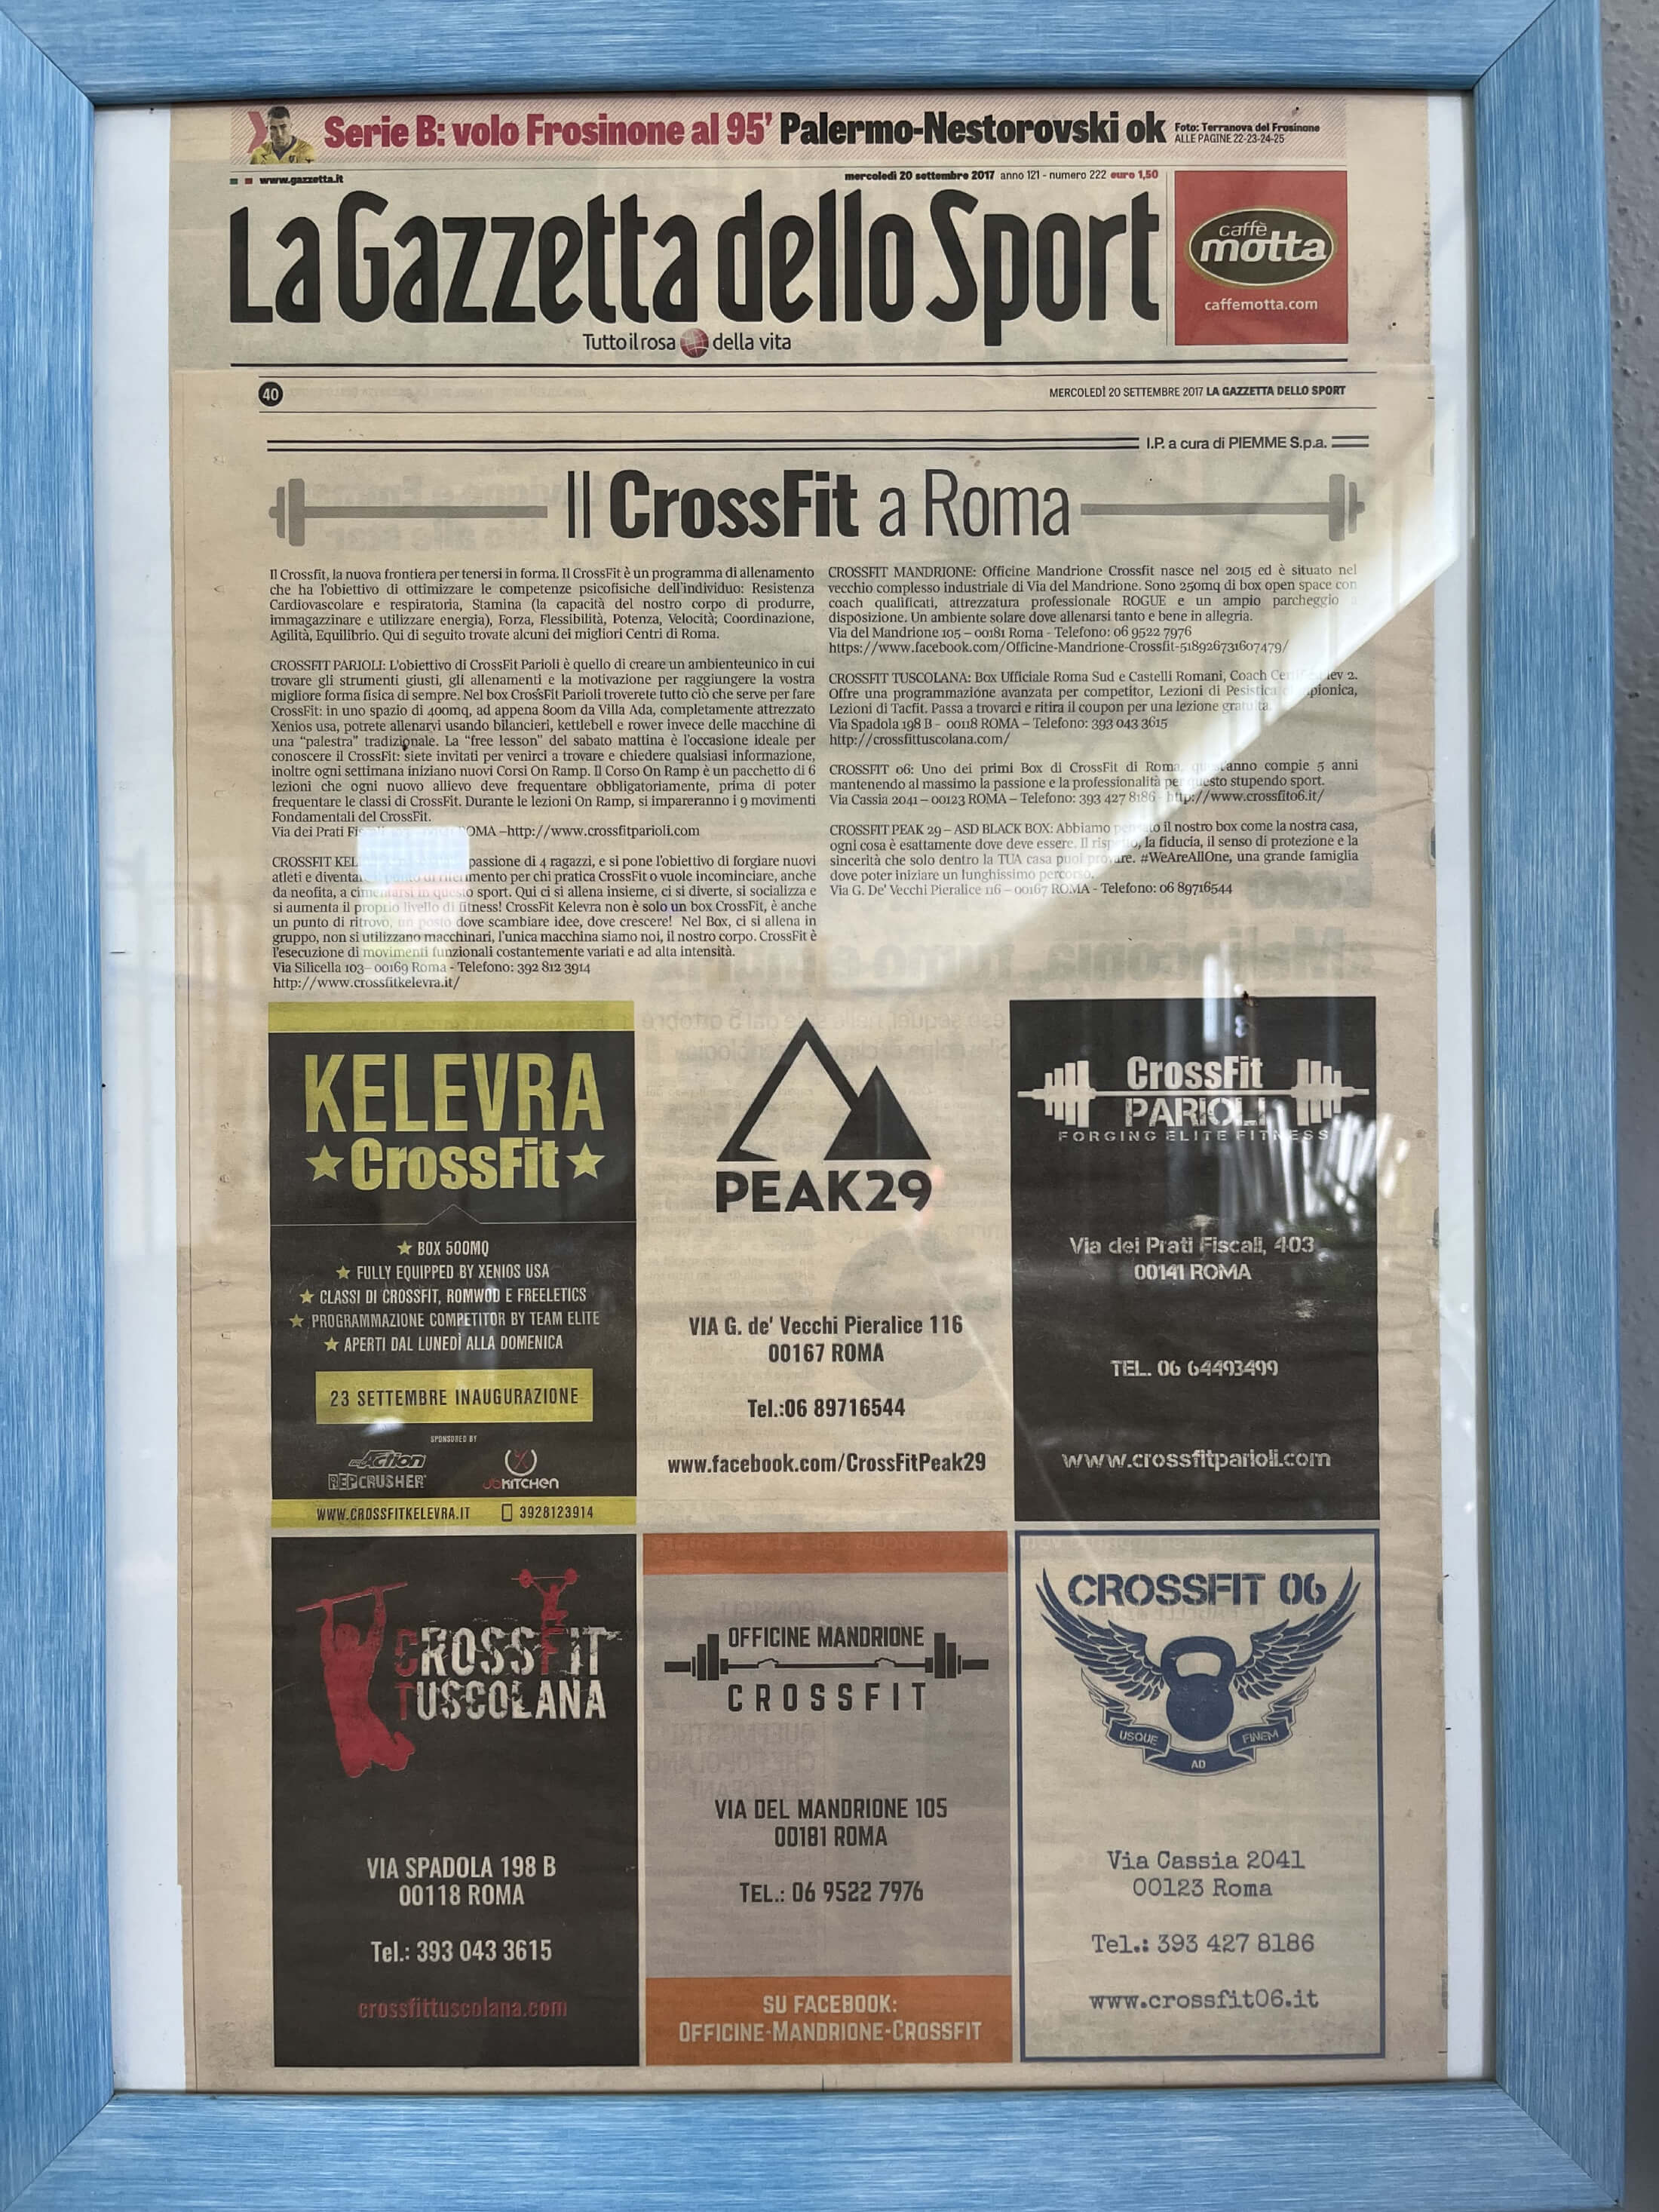 Serie B: volo Frosinone al 95' Palermo-Nestorovski ok
Foto: Terranova del Frosinone
ALLE PAGINE 22-23-24-25
www.gazzetta.it
mercoledì 20 settembre 2017 anno 121 - numero 222 euro 1,50
La Gazzetta dello Sport
Tutto il rosa della vita
caffè
motta
caffemotta.com
40
MERCOLEDÌ 20 SETTEMBRE 2017 LA GAZZETTA DELLO SPORT
I.P. a cura di PIEMME S.p.a.
Il CrossFit a Roma
Il Crossfit, la nuova frontiera per tenersi in forma. Il CrossFit è un programma di allenamento
che ha l'obiettivo di ottimizzare le competenze psicofisiche dell'individuo: Resistenza
Cardiovascolare e respiratoria, Stamina (la capacità del nostro corpo di produrre,
immagazzinare e utilizzare energia), Forza, Flessibilità, Potenza, Velocità; Coordinazione,
Agilità, Equilibrio. Qui di seguito trovate alcuni dei migliori Centri di Roma.
CROSSFIT PARIOLI: L'obiettivo di CrossFit Parioli è quello di creare un ambienteunico in cui
trovare gli strumenti giusti, gli allenamenti e la motivazione per raggiungere la vostra
migliore forma fisica di sempre. Nel box CrosSFit Parioli troverete tutto ciò che serve per fare
CrossFit: in uno spazio di 400mq, ad appena 800m da Villa Ada, completamente attrezzato
Xenios usa, potrete allenarvi usando bilancieri, kettlebell e rower invece delle macchine di
una "palestra" tradizionale. La "free lesson" del sabato mattina è l'occasione ideale per
conoscere il CrossFit: siete invitati per venirci a trovare e chiedere qualsiasi informazione,
inoltre ogni settimana iniziano nuovi Corsi On Ramp. Il Corso On Ramp è un pacchetto di 6
lezioni che ogni nuovo allievo deve frequentare obbligatoriamente, prima di poter
frequentare le classi di CrossFit. Durante le lezioni On Ramp, si impareranno i 9 movimenti
Fondamentali del CrossFit.
Via dei Prati ROMA –http://www.crossfitparioli.com
CROSSFIT passione di 4 ragazzi, e si pone l'obiettivo di forgiare nuovi
atleti e punto di riferimento per chi pratica CrossFit o vuole incominciare, anche
da neofita, a cimentarsi in questo sport. Qui ci si allena insieme, ci si diverte, si socializza e
si aumenta il proprio livello di fitness! CrossFit Kelevra non è solo un box CrossFit, è anche
un punto di ritrovo, un posto dove scambiare idee, dove crescere! Nel Box, ci si allena in
gruppo, non si utilizzano macchinari, l'unica macchina siamo noi, il nostro corpo. CrossFit è
l'esecuzione di movimenti funzionali costantemente variati e ad alta intensità.
Via Silicella 103– 00169 Roma - Telefono: 392 812 3914
http://www.crossfitkelevra.it/
CROSSFIT MANDRIONE: Officine Mandrione Crossfit nasce nel 2015 ed è situato nel
vecchio complesso industriale di Via del Mandrione. Sono 250mq di box open space con
coach qualificati, attrezzatura professionale ROGUE e un ampio parcheggio a
disposizione. Un ambiente solare dove allenarsi tanto e bene in allegria.
Via del Mandrione 105 – 00181 Roma - Telefono: 06 9522 7976
https://www.facebook.com/Officine-Mandrione-Crossfit-518926731607479/
CROSSFIT TUSCOLANA: Box Ufficiale Roma Sud e Castelli Romani, Coach lev 2.
Offre una programmazione avanzata per competitor, Lezioni di Pesistica
Lezioni di Tacfit. Passa a trovarci e ritira il coupon per una lezione gratuita.
Via Spadola 198 B - 00118 ROMA – Telefono: 393 043 3615
http://crossfittuscolana.com/
CROSSFIT 06: Uno dei primi Box di CrossFit di Roma, quest'anno compie 5 anni
mantenendo al massimo la passione e la professionalità per questo stupendo sport.
Via Cassia 2041 – 00123 ROMA – Telefono: 393 427 8186 - http://www.crossfit06.it/
CROSSFIT PEAK 29 – ASD BLACK BOX: Abbiamo pensato il nostro box come la nostra casa,
ogni cosa è esattamente dove deve essere. Il rispetto, la fiducia, il senso di protezione e la
sincerità che solo dentro la TUA casa puoi provare. #WeAreAllOne, una grande famiglia
dove poter iniziare un lunghissimo percorso.
Via G. De' Vecchi Pieralice 116 – 00167 ROMA - Telefono: 06 89716544
KELEVRA
CrossFit
BOX 500MQ
FULLY EQUIPPED BY XENIOS USA
CLASSI DI CROSSFIT, ROMWOD E FREELETICS
PROGRAMMAZIONE COMPETITOR BY TEAM ELITE
APERTI DAL LUNEDÌ ALLA DOMENICA
23 SETTEMBRE INAUGURAZIONE
SPONSORED BY
Action
REPCRUSHER
KITCHEN
WWW.CROSSFITKELEVRA.IT 3928123914
PEAK29
VIA G. de' Vecchi Pieralice 116
00167 ROMA
Tel.:06 89716544
www.facebook.com/CrossFitPeak29
CrossFit
PARIOLI
FORGING ELITE FITNESS
Via dei Prati Fiscali, 403
00141 ROMA
TEL. 06 64493499
www.crossfitparioli.com
CROSSFIT
TUSCOLANA
VIA SPADOLA 198 B
00118 ROMA
Tel.: 393 043 3615
crossfittuscolana.com
OFFICINE MANDRIONE
CROSSFIT
VIA DEL MANDRIONE 105
00181 ROMA
TEL.: 06 9522 7976
SU FACEBOOK:
OFFICINE-MANDRIONE-CROSSFIT
CROSSFIT 06
USQUE
AD
FINEM
Via Cassia 2041
00123 Roma
Tel.: 393 427 8186
www.crossfit06.it